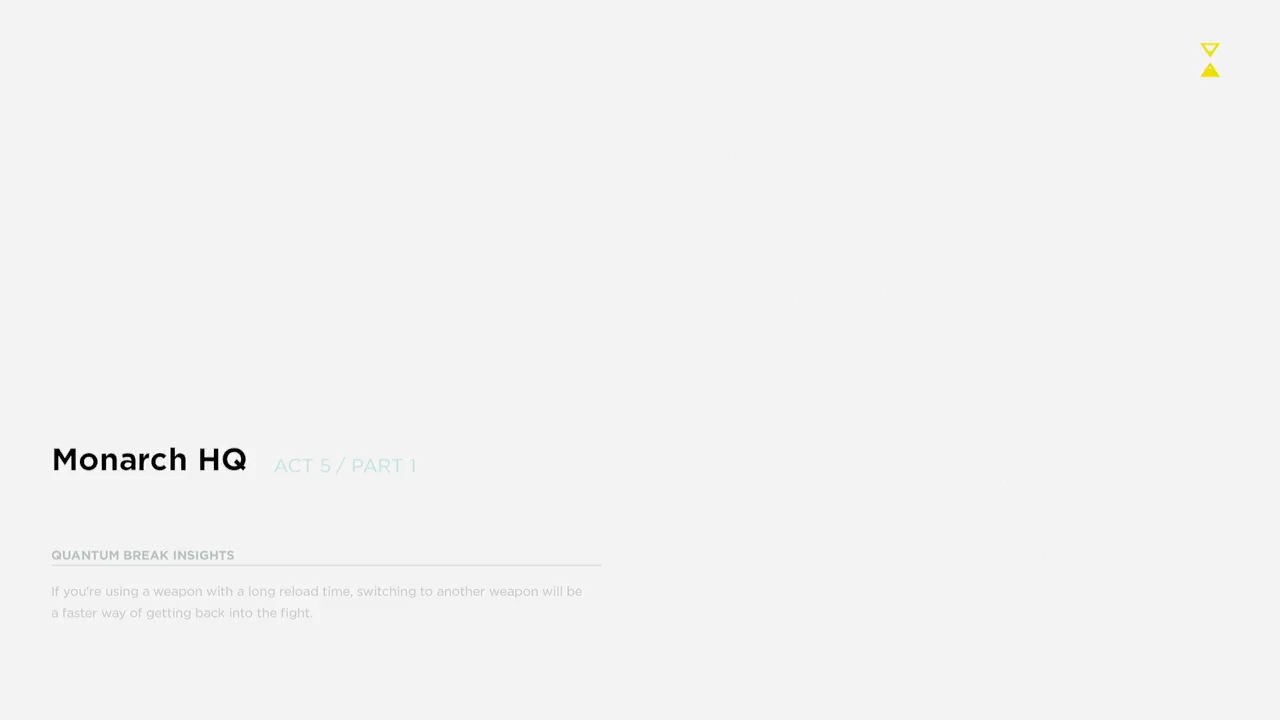 Monarch HQ ACT 5 / PART 1
QUANTUM BREAK INSIGHTS
If you're using a weapon with a long reload time, switching to another weapon will be
a faster way of getting back into the fight.